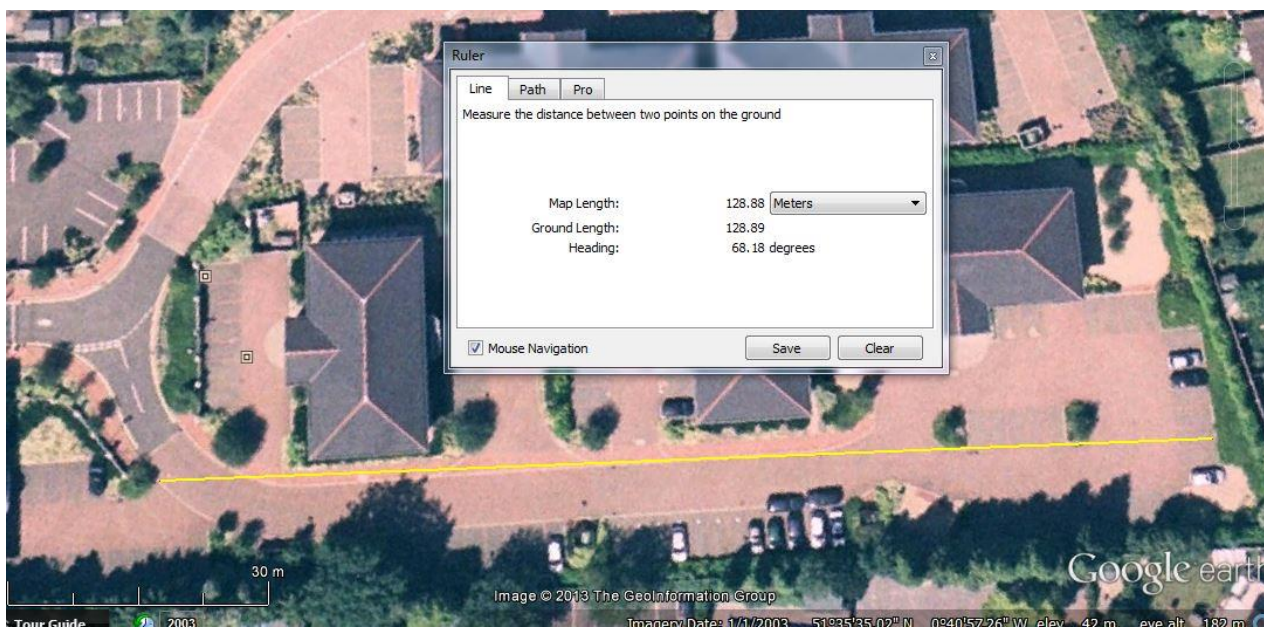 Ruler
Line Path Pro
Measure the distance between two points on the ground
Map Length: 128.88 Meters
Ground Length: 128.89
Heading: 68.18 degrees
Mouse Navigation Save Clear
30 m
Google earth
Image © 2013 The GeoInformation Group
Tour Guide 2003 Imagery Date: 1/1/2003 51°35'35.02" N 0°40'57.26" W elev 42 m eye alt 182 m